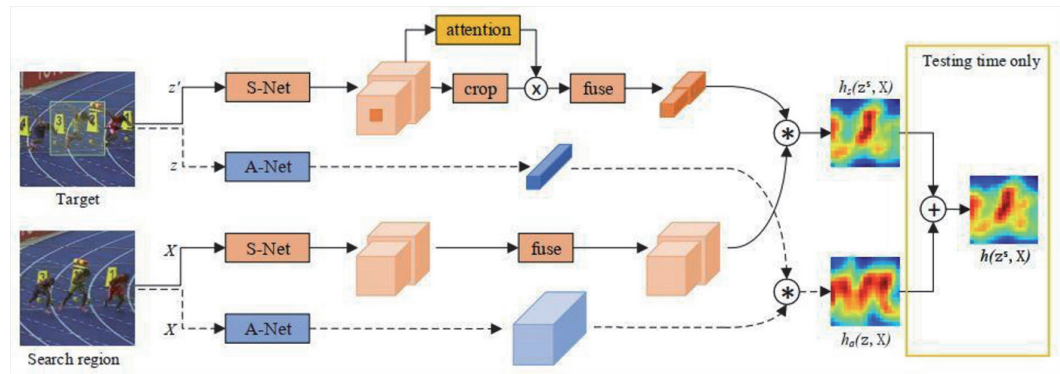 attention
Testing time only
z'
S-Net
crop
x
fuse
h_s(z^s, X)
*
z
A-Net
Target
+
h(z^s, X)
X
S-Net
fuse
*
X
A-Net
h_a(z, X)
Search region